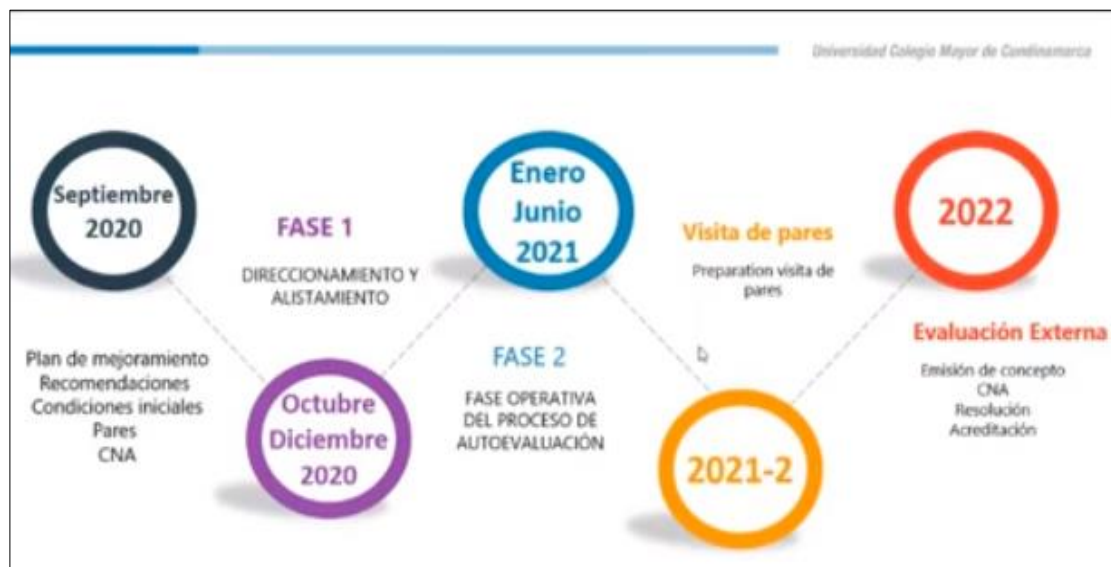 Universidad Colegio Mayor de Cundinamarca
Septiembre
2020
Plan de mejoramiento
Recomendaciones
Condiciones iniciales
Pares
CNA
FASE 1
DIRECCIONAMIENTO Y
ALISTAMIENTO
Octubre
Diciembre
2020
Enero
Junio
2021
FASE 2
FASE OPERATIVA
DEL PROCESO DE
AUTOEVALUACIÓN
Visita de pares
Preparation visita de
pares
2021-2
2022
Evaluación Externa
Emisión de concepto
CNA
Resolución
Acreditación